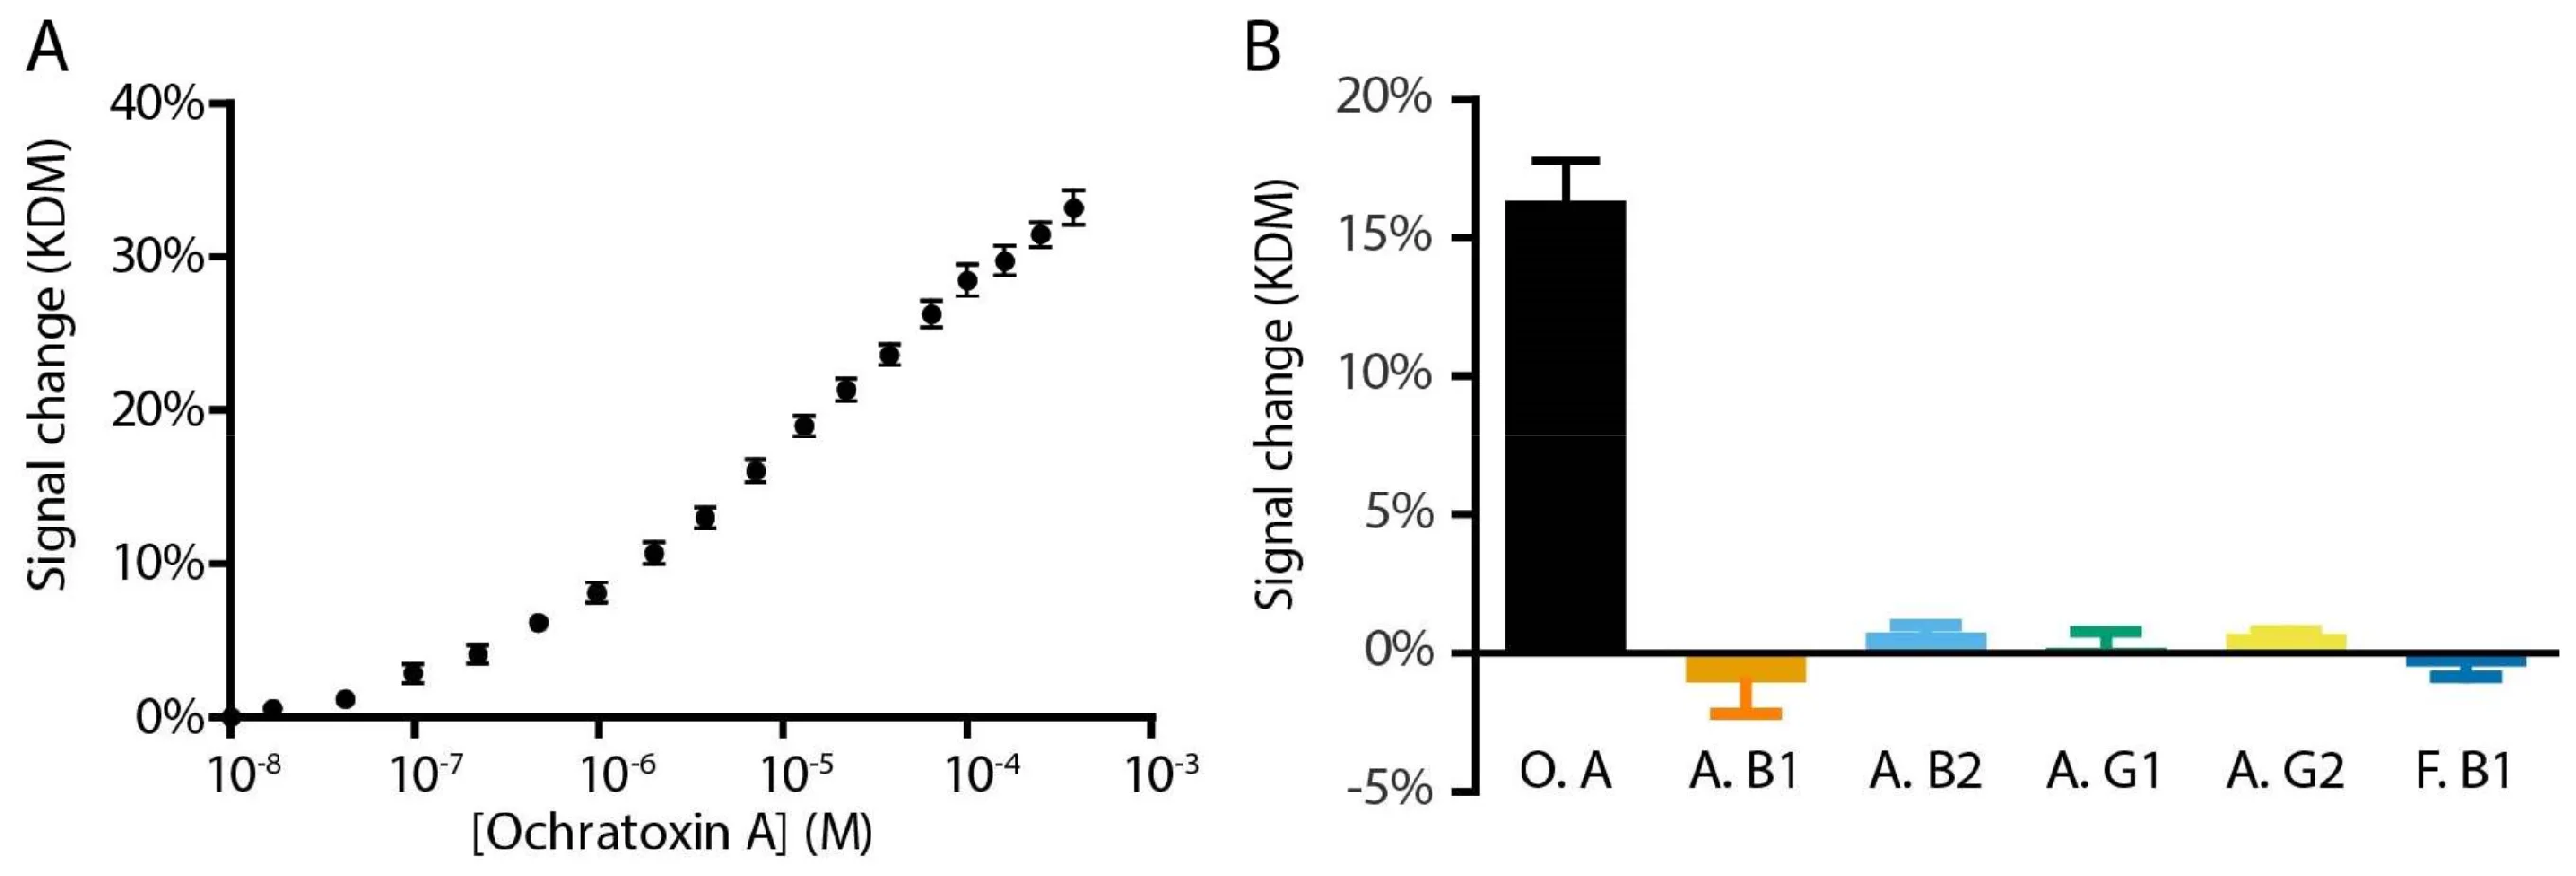 A
Signal change (KDM)
40%
30%
20%
10%
0%
10⁻⁸ 10⁻⁷ 10⁻⁶ 10⁻⁵ 10⁻⁴ 10⁻³
[Ochratoxin A] (M)
B
Signal change (KDM)
20%
15%
10%
5%
0%
-5%
O. A A. B1 A. B2 A. G1 A. G2 F. B1